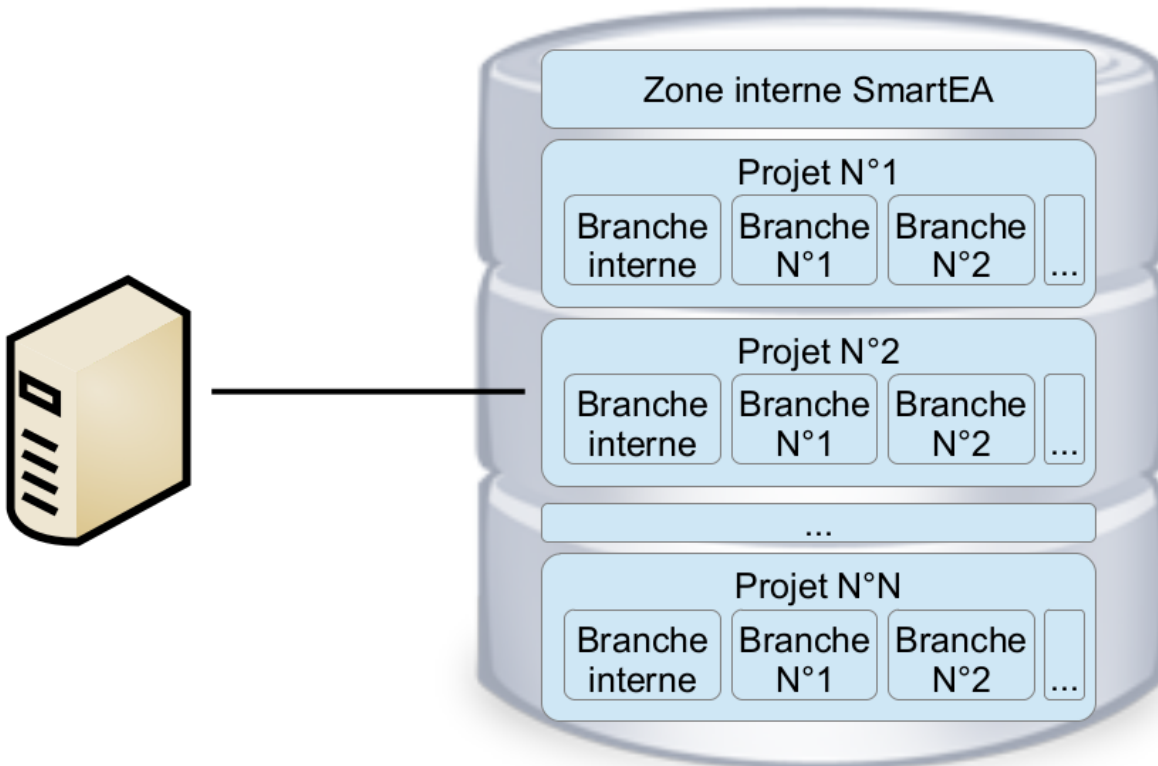 Zone interne SmartEA
Projet N°1
Branche
interne
Branche
N°1
Branche
N°2
...
Projet N°2
Branche
interne
Branche
N°1
Branche
N°2
...
...
Projet N°N
Branche
interne
Branche
N°1
Branche
N°2
...